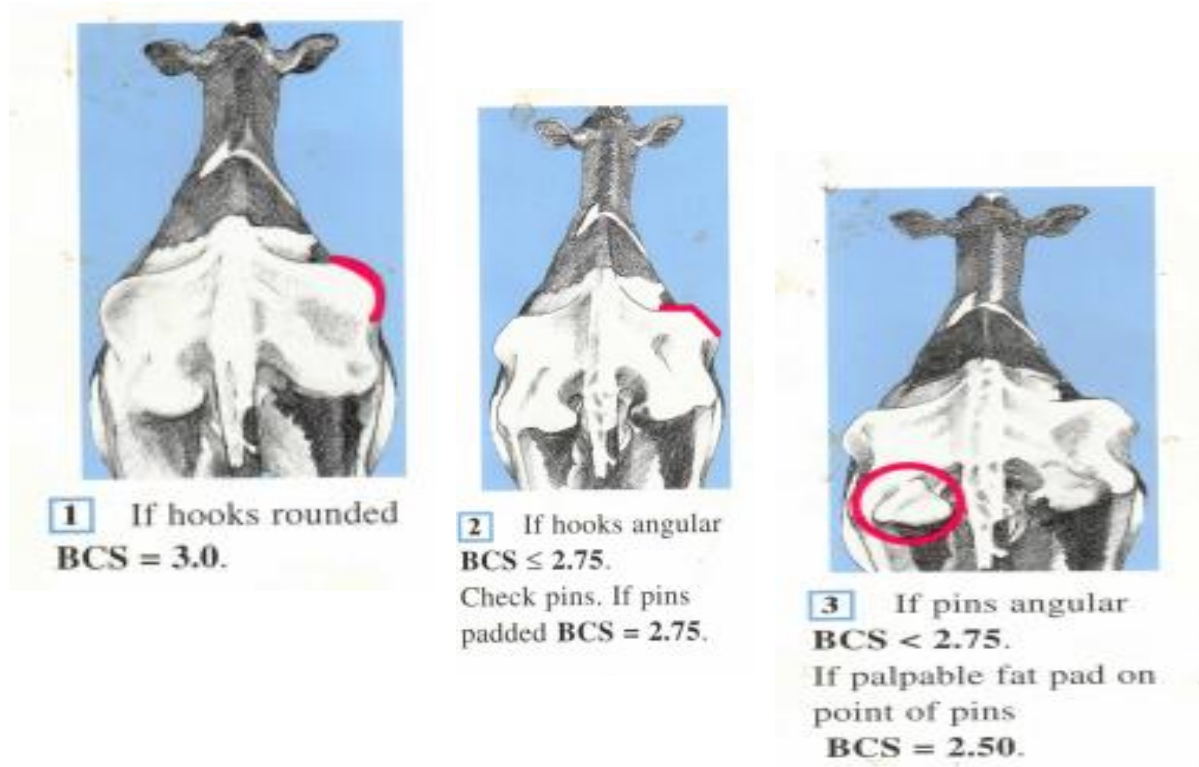 1 If hooks rounded
BCS = 3.0.
2 If hooks angular
BCS ≤ 2.75.
Check pins. If pins
padded BCS = 2.75.
3 If pins angular
BCS < 2.75.
If palpable fat pad on
point of pins
BCS = 2.50.